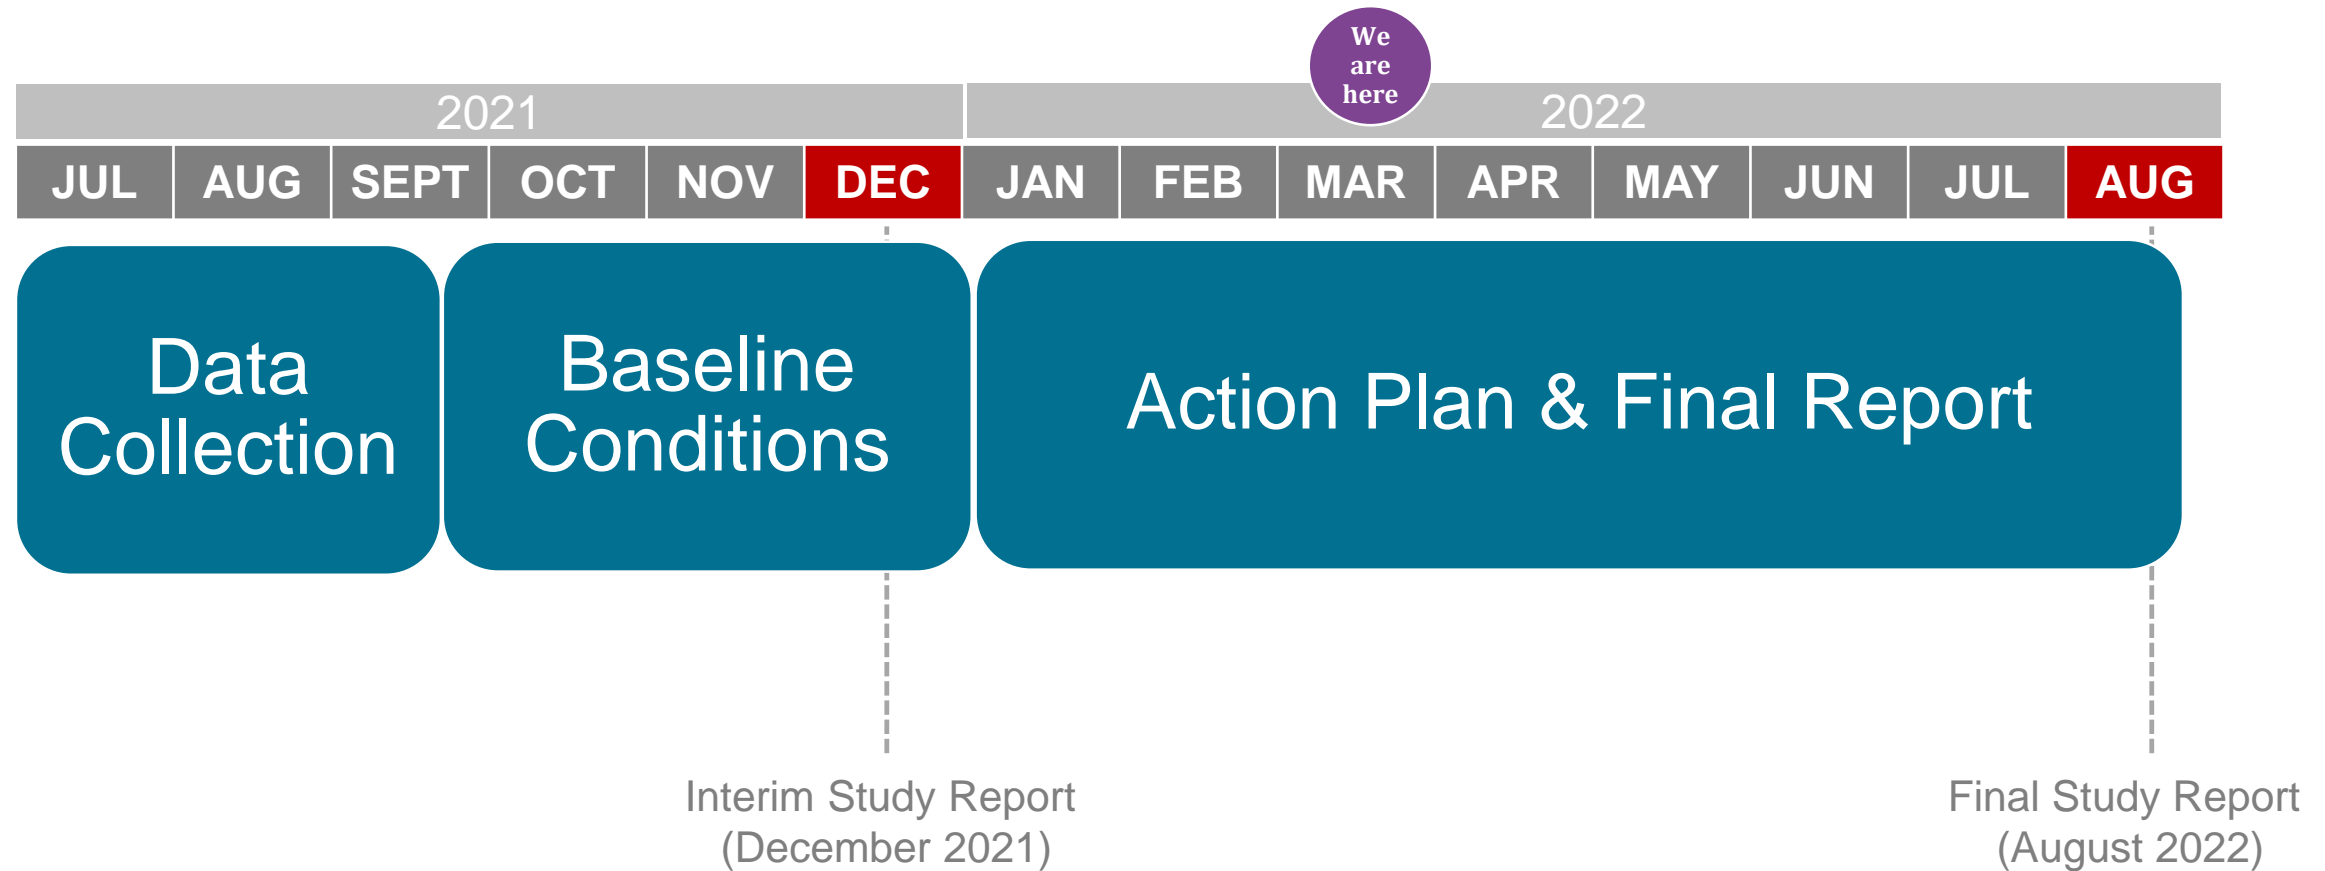 We
are
here
2021
2022
JUL AUG SEPT OCT NOV DEC JAN FEB MAR APR MAY JUN JUL AUG
Data
Collection
Baseline
Conditions
Action Plan & Final Report
Interim Study Report
(December 2021)
Final Study Report
(August 2022)